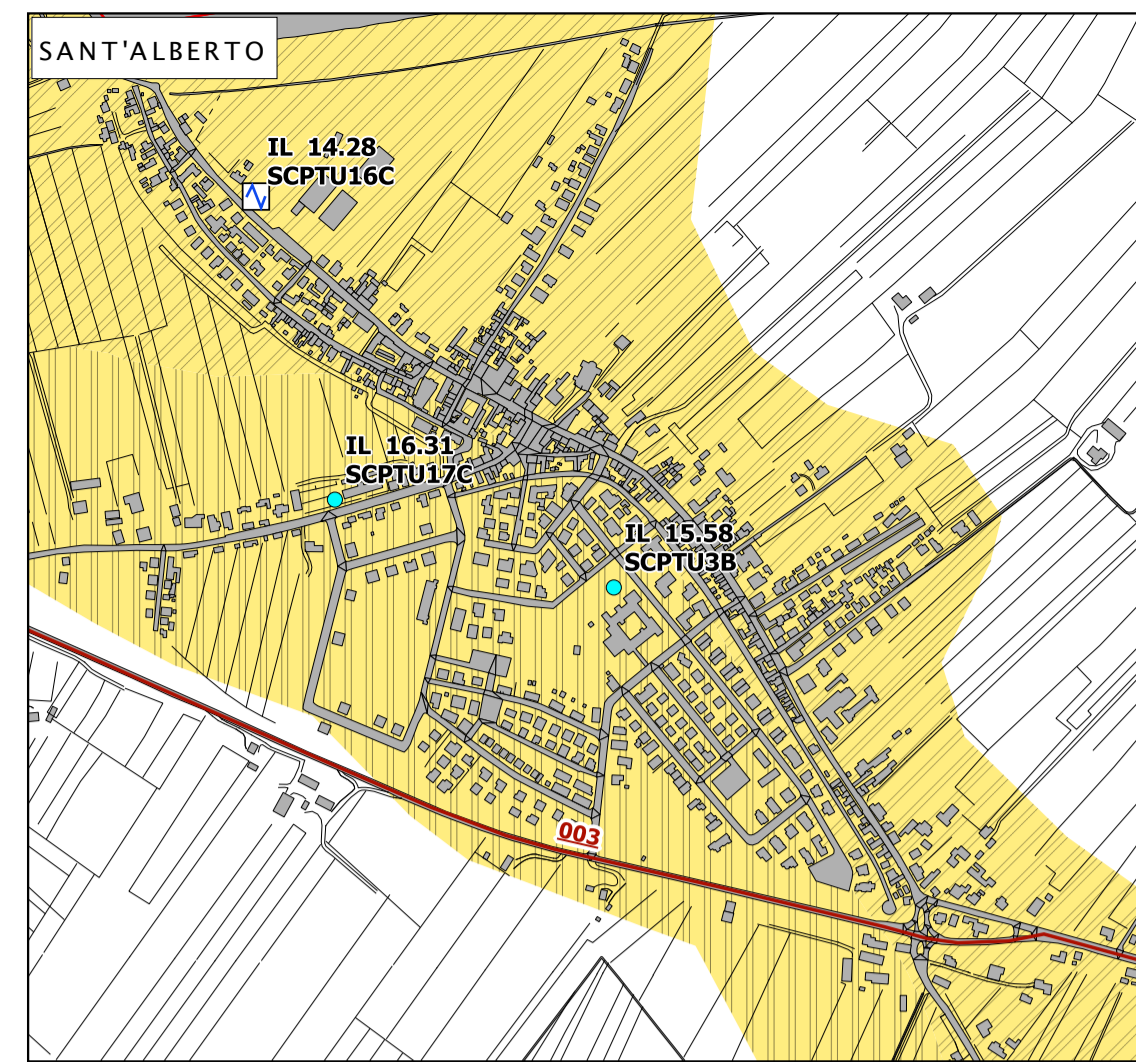 SANT'ALBERTO
IL 14.28
SCPTU16C
IL 16.31
SCPTU17C
IL 15.58
SCPTU3B
003